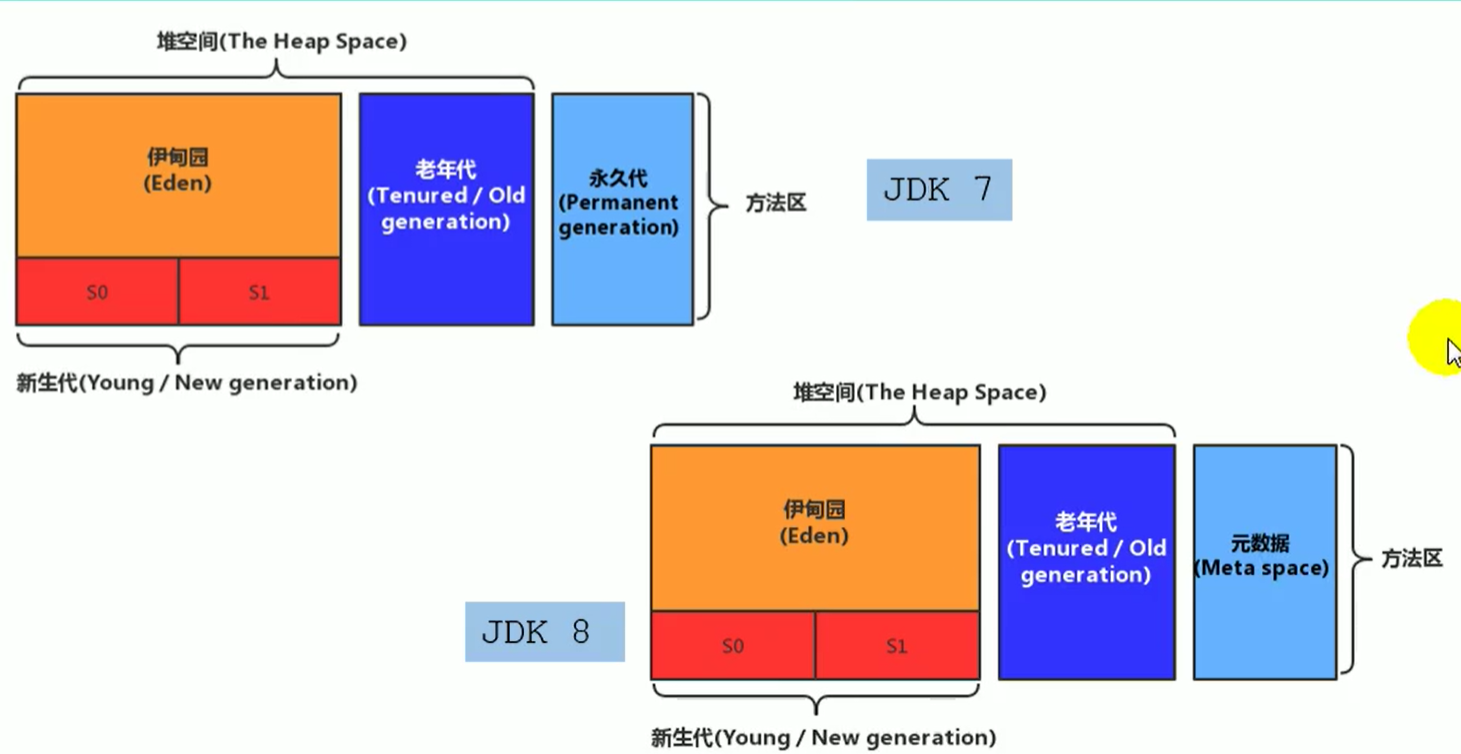 堆空间(The Heap Space)
伊甸园
(Eden)
老年代
(Tenured / Old
generation)
永久代
(Permanent
generation)
方法区
JDK 7
S0
S1
新生代(Young / New generation)
堆空间(The Heap Space)
伊甸园
(Eden)
老年代
(Tenured / Old
generation)
元数据
(Meta space)
方法区
JDK 8
S0
S1
新生代(Young / New generation)